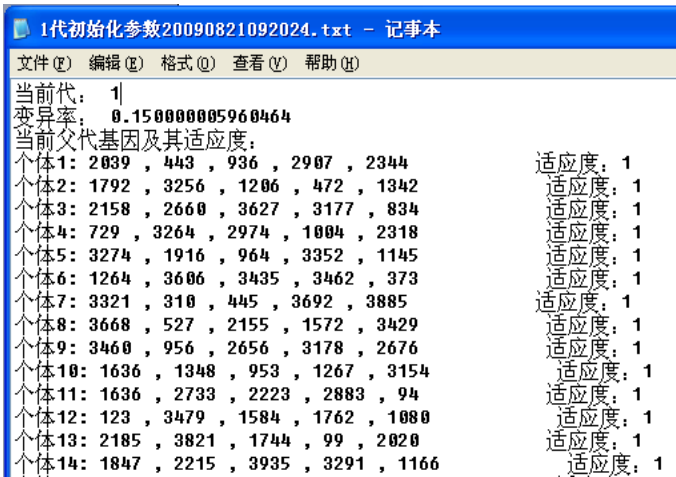 1代初始化参数20090821092024.txt - 记事本
文件(F) 编辑(E) 格式(O) 查看(V) 帮助(H)
当前代： 1
变异率： 0.150000005960464
当前父代基因及其适应度：
个体1: 2039 , 443 , 936 , 2907 , 2344 适应度：1
个体2: 1792 , 3256 , 1206 , 472 , 1342 适应度：1
个体3: 2158 , 2660 , 3627 , 3177 , 834 适应度：1
个体4: 729 , 3264 , 2974 , 1004 , 2318 适应度：1
个体5: 3274 , 1916 , 964 , 3352 , 1145 适应度：1
个体6: 1264 , 3606 , 3435 , 3462 , 373 适应度：1
个体7: 3321 , 310 , 445 , 3692 , 3885 适应度：1
个体8: 3668 , 527 , 2155 , 1572 , 3429 适应度：1
个体9: 3460 , 956 , 2656 , 3178 , 2676 适应度：1
个体10: 1636 , 1348 , 953 , 1267 , 3154 适应度：1
个体11: 1636 , 2733 , 2223 , 2883 , 94 适应度：1
个体12: 123 , 3479 , 1584 , 1762 , 1080 适应度：1
个体13: 2185 , 3821 , 1744 , 99 , 2020 适应度：1
个体14: 1847 , 2215 , 3935 , 3291 , 1166 适应度：1